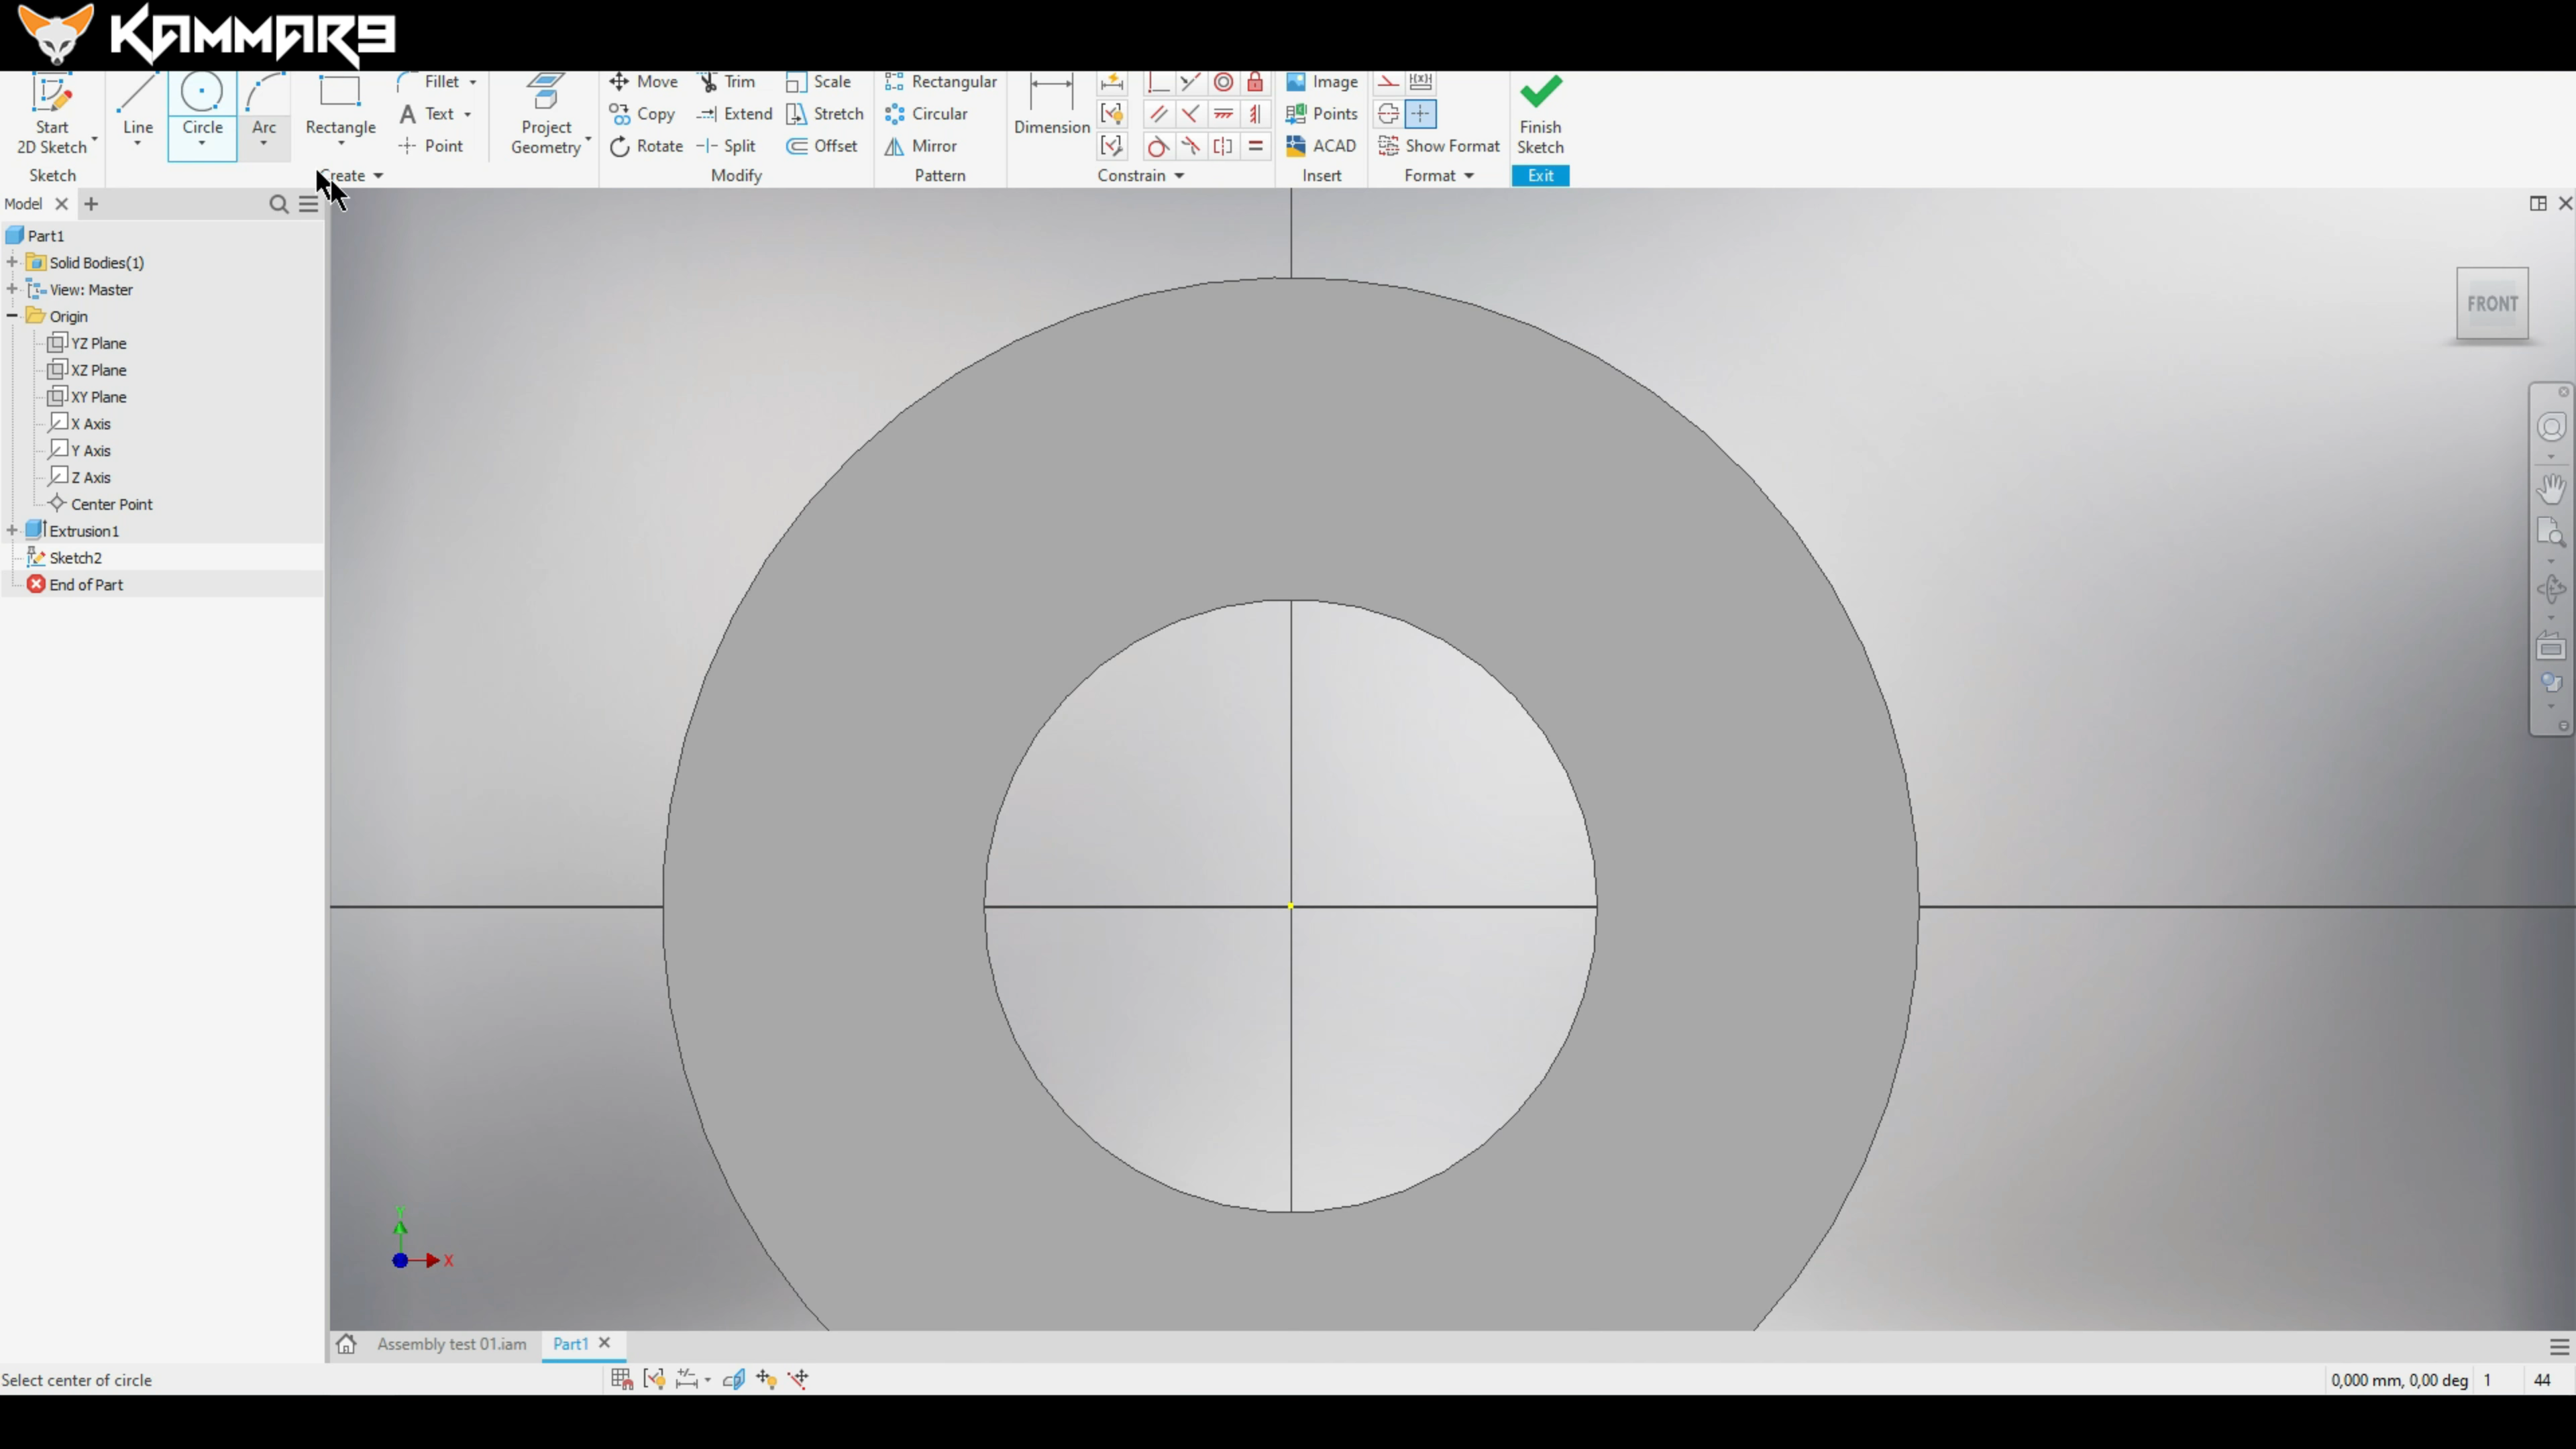 KAMMAR9
Fillet Move Trim Scale Rectangular Image
Start 2D Sketch Line Circle Arc Rectangle Text Project Geometry Copy Extend Stretch Circular Dimension Points Finish Sketch
Point Rotate Split Offset Mirror ACAD Show Format
Sketch Create Modify Pattern Constrain Insert Format Exit
Model
Part1
Solid Bodies(1)
View: Master
Origin
YZ Plane
XZ Plane
XY Plane
X Axis
Y Axis
Z Axis
Center Point
Extrusion1
Sketch2
End of Part
FRONT
Y
X
Assembly test 01.iam Part1
Select center of circle 0,000 mm, 0,00 deg 1 44